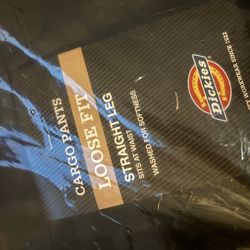 CARGO PANTS
LOOSE FIT
STRAIGHT LEG
SITS AT WAIST
WASHED FOR SOFTNESS
Dickies
WORKWEAR SINCE 1922